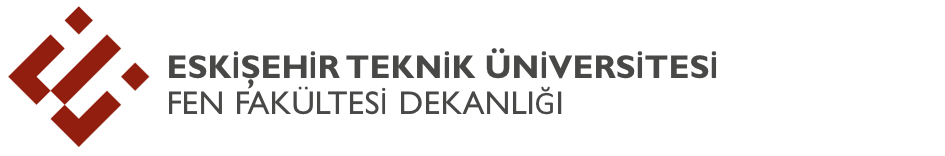 ESKİŞEHİR TEKNİK ÜNİVERSİTESİ
FEN FAKÜLTESİ DEKANLIĞI